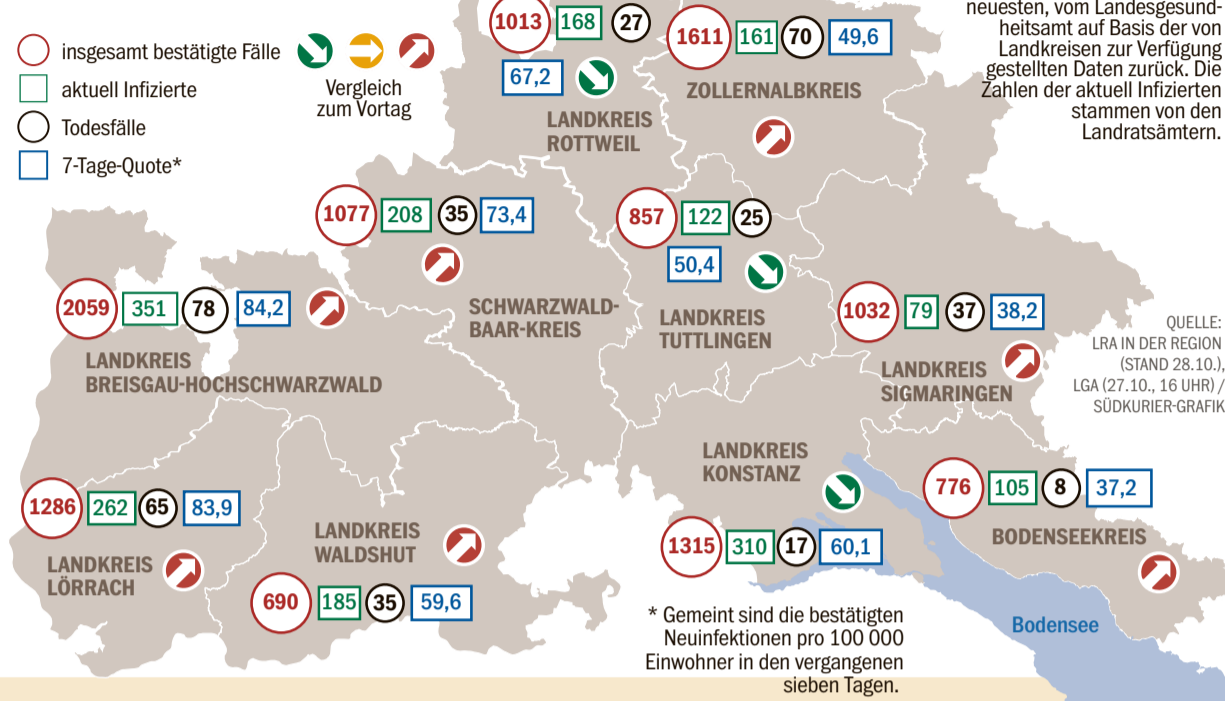 insgesamt bestätigte Fälle
aktuell Infizierte
Todesfälle
7-Tage-Quote*
Vergleich
zum Vortag
neuesten, vom Landesgesund-
heitsamt auf Basis der von
Landkreisen zur Verfügung
gestellten Daten zurück. Die
Zahlen der aktuell Infizierten
stammen von den
Landratsämtern.
1013 168 27
67,2
LANDKREIS
ROTTWEIL
1611 161 70 49,6
ZOLLERNALBKREIS
1077 208 35 73,4
SCHWARZWALD-
BAAR-KREIS
857 122 25
50,4
LANDKREIS
TUTTLINGEN
2059 351 78 84,2
LANDKREIS
BREISGAU-HOCHSCHWARZWALD
1032 79 37 38,2
LANDKREIS
SIGMARINGEN
QUELLE:
LRA IN DER REGION
(STAND 28.10.),
LGA (27.10., 16 UHR) /
SÜDKURIER-GRAFIK
1286 262 65 83,9
LANDKREIS
LÖRRACH
LANDKREIS
WALDSHUT
690 185 35 59,6
LANDKREIS
KONSTANZ
1315 310 17 60,1
776 105 8 37,2
BODENSEEKREIS
Bodensee
* Gemeint sind die bestätigten
Neuinfektionen pro 100 000
Einwohner in den vergangenen
sieben Tagen.